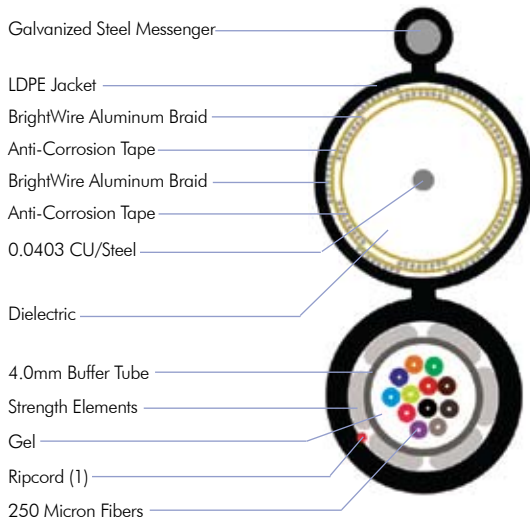 Galvanized Steel Messenger
LDPE Jacket
BrightWire Aluminum Braid
Anti-Corrosion Tape
BrightWire Aluminum Braid
Anti-Corrosion Tape
0.0403 CU/Steel
Dielectric
4.0mm Buffer Tube
Strength Elements
Gel
Ripcord (1)
250 Micron Fibers